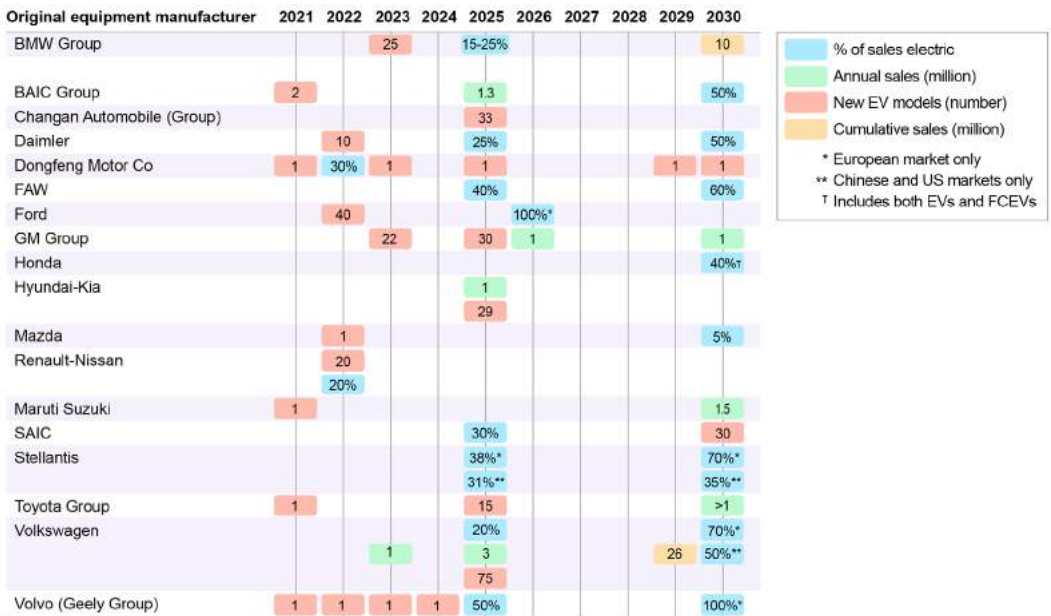 Original equipment manufacturer 2021 2022 2023 2024 2025 2026 2027 2028 2029 2030
BMW Group 25 15-25% 10
BAIC Group 2 1.3 50%
Changan Automobile (Group) 33
Daimler 10 25% 50%
Dongfeng Motor Co 1 30% 1 1 1 1
FAW 40% 60%
Ford 40 100%*
GM Group 22 30 1 1
Honda 40%T
Hyundai-Kia 1
29
Mazda 1 5%
Renault-Nissan 20
20%
Maruti Suzuki 1 1.5
SAIC 30% 30
Stellantis 38%* 70%*
31%** 35%**
Toyota Group 1 15 >1
Volkswagen 20% 70%*
1 3 26 50%**
75
Volvo (Geely Group) 1 1 1 1 50% 100%*
% of sales electric
Annual sales (million)
New EV models (number)
Cumulative sales (million)
* European market only
** Chinese and US markets only
T Includes both EVs and FCEVs